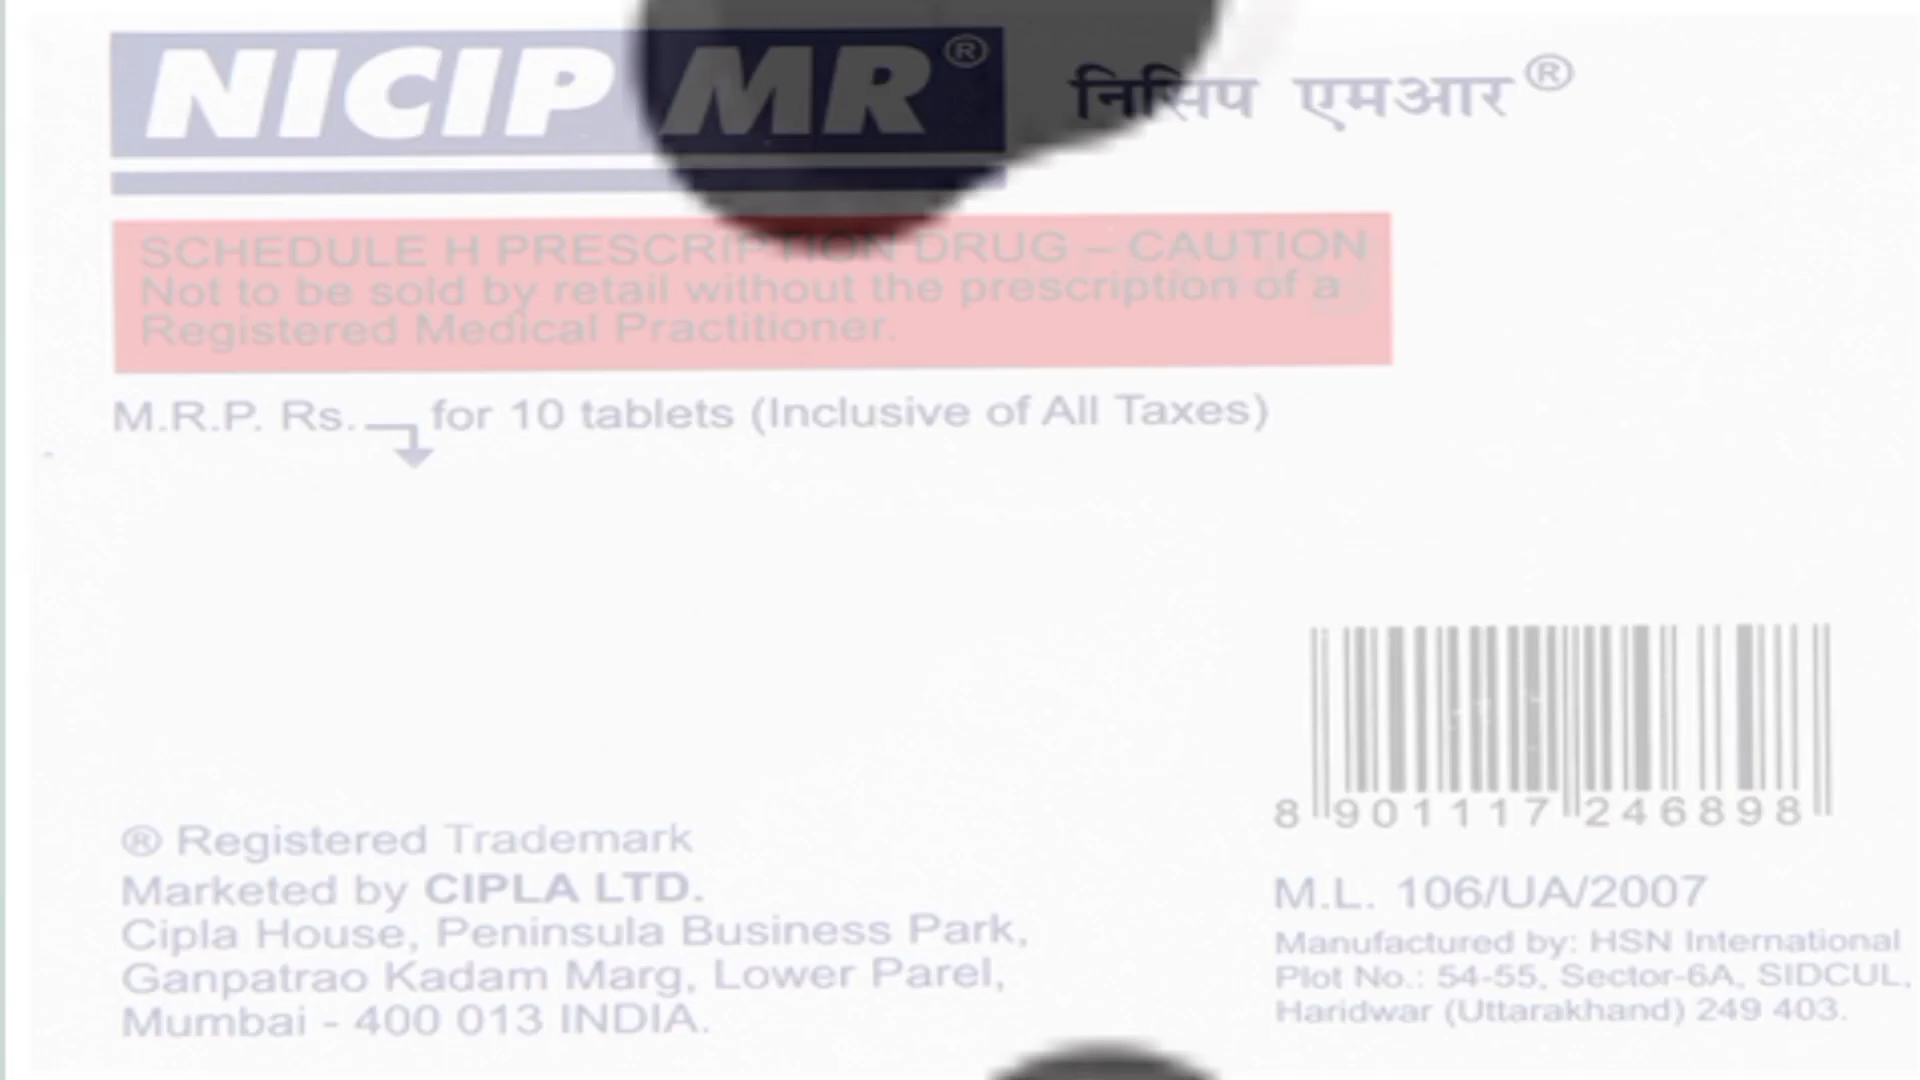 NICIP MR® निसिप एमआर®
SCHEDULE H PRESCRIPTION DRUG – CAUTION
Not to be sold by retail without the prescription of a
Registered Medical Practitioner.
M.R.P. Rs. for 10 tablets (Inclusive of All Taxes)
8 901117 246898
® Registered Trademark
Marketed by CIPLA LTD.
Cipla House, Peninsula Business Park,
Ganpatrao Kadam Marg, Lower Parel,
Mumbai - 400 013 INDIA.
M.L. 106/UA/2007
Manufactured by: HSN International
Plot No.: 54-55, Sector-6A, SIDCUL,
Haridwar (Uttarakhand) 249 403.